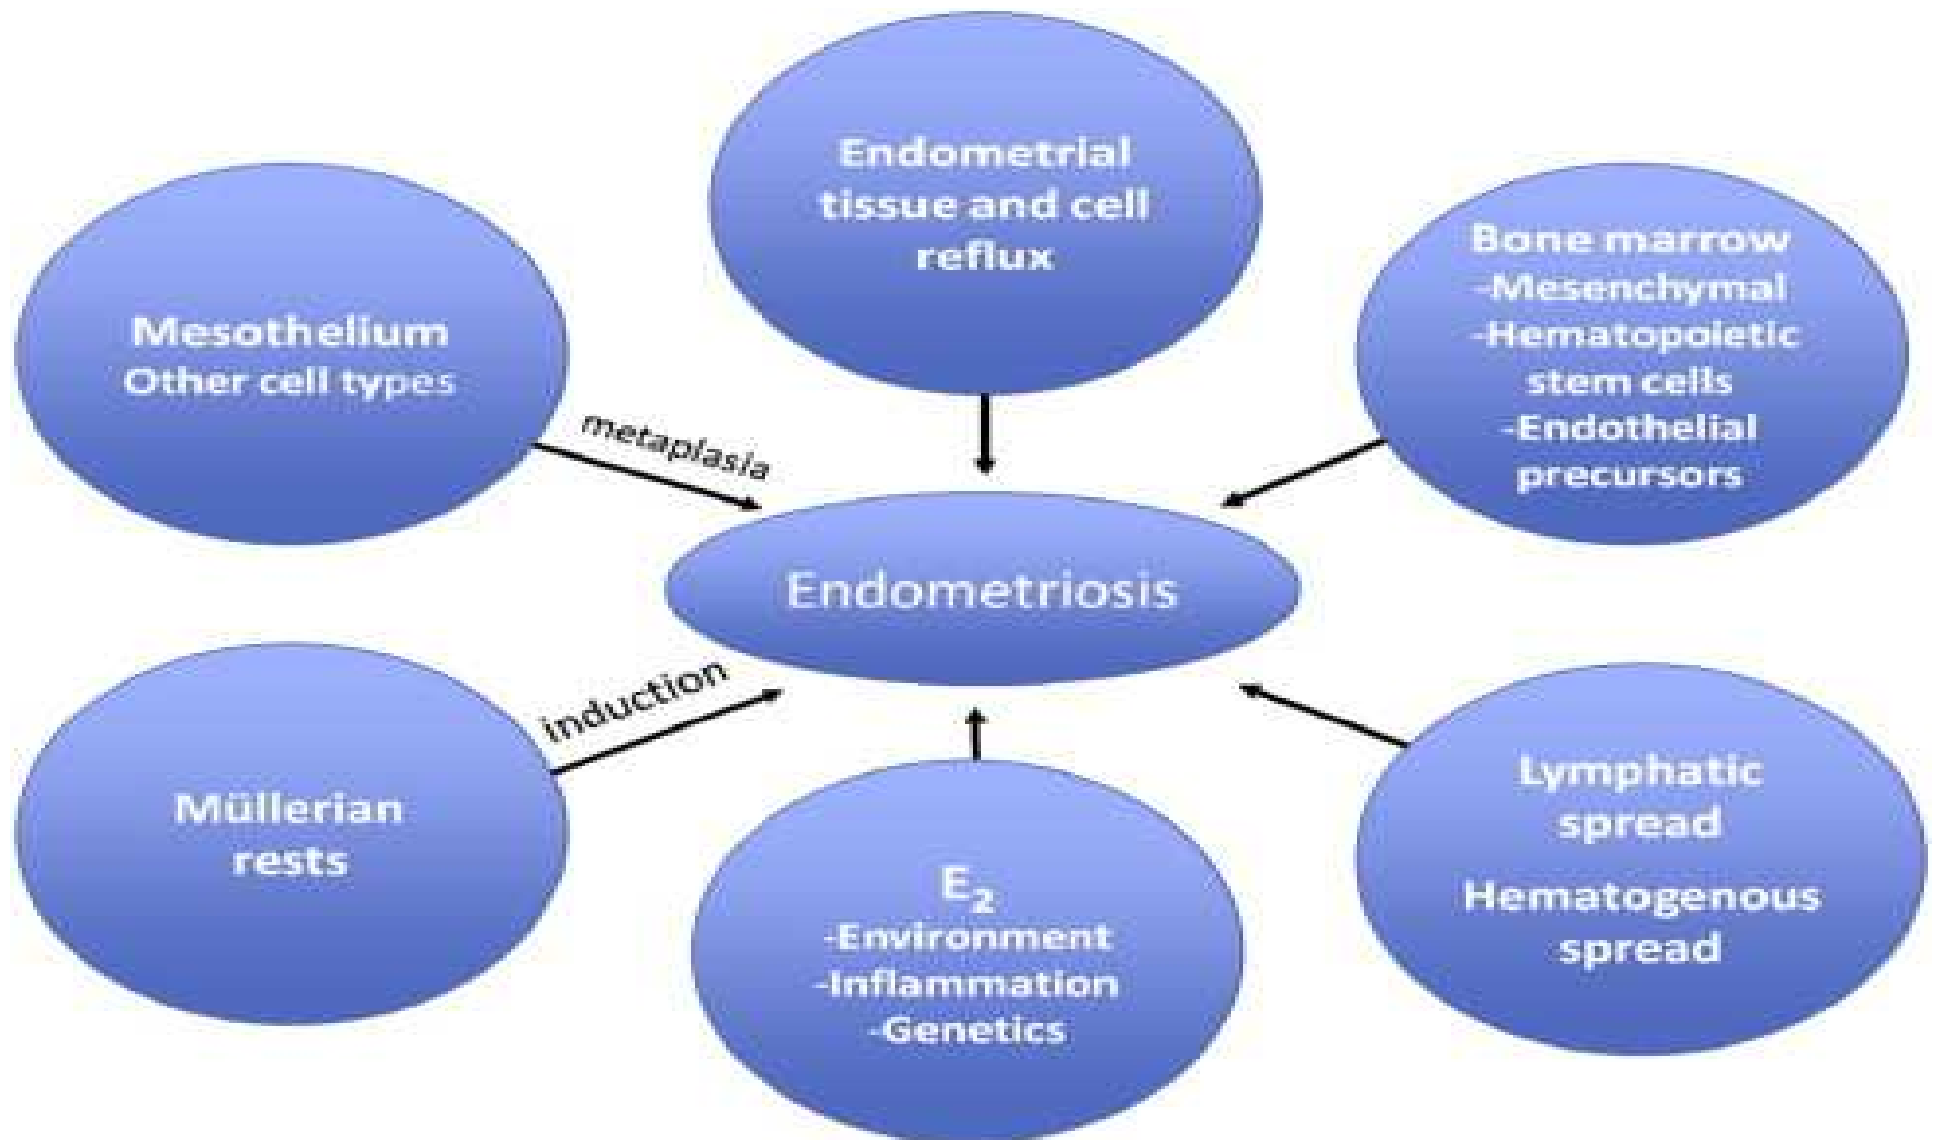 Endometrial
tissue and cell
reflux
Mesothelium
Other cell types
Bone marrow
-Mesenchymal
-Hematopoietic
stem cells
-Endothelial
precursors
metaplasia
Endometriosis
induction
Müllerian
rests
E₂
-Environment
-Inflammation
-Genetics
Lymphatic
spread
Hematogenous
spread